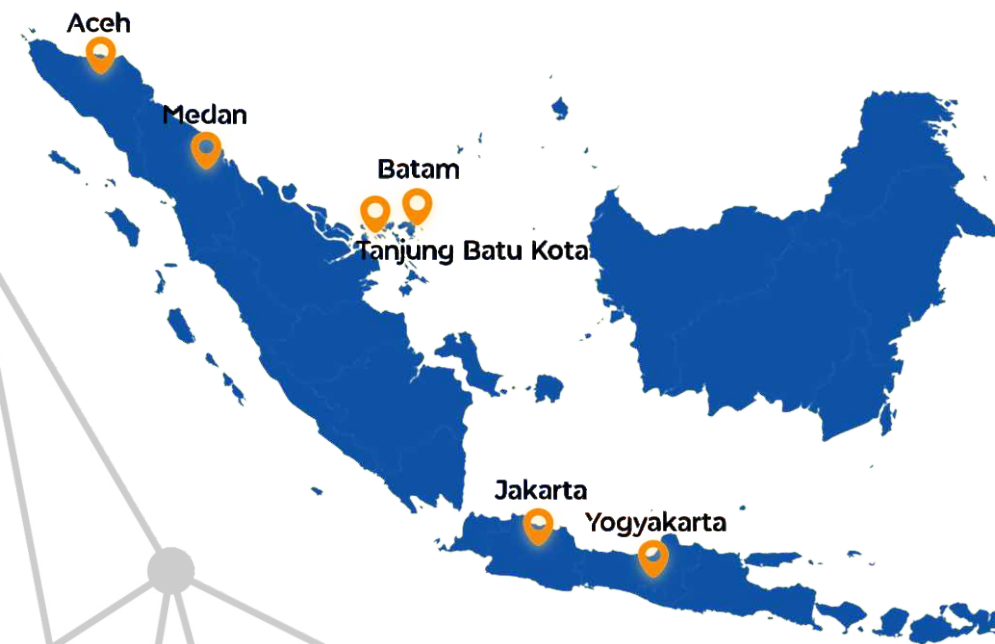 Aceh
Medan
Batam
Tanjung Batu Kota
Jakarta
Yogyakarta